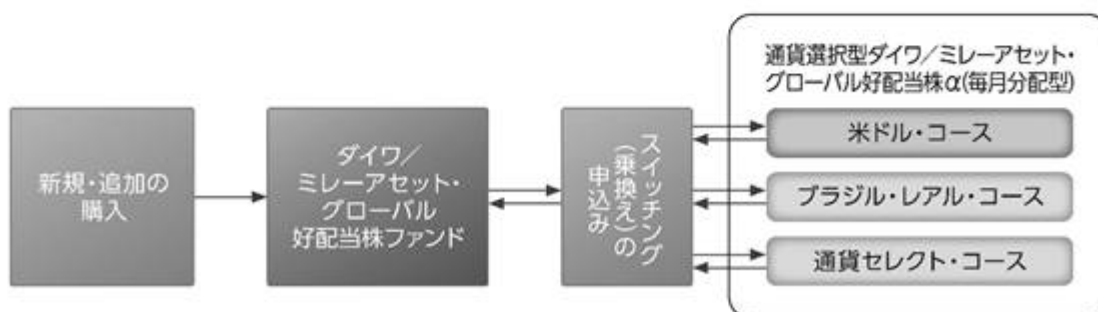 新規・追加の
購入
ダイワ/
ミレーアセット・
グローバル
好配当株ファンド
スイッチング
(乗換え)の
申込み
通貨選択型ダイワ/ミレーアセット・
グローバル好配当株α(毎月分配型)
米ドル・コース
ブラジル・レアル・コース
通貨セレクト・コース